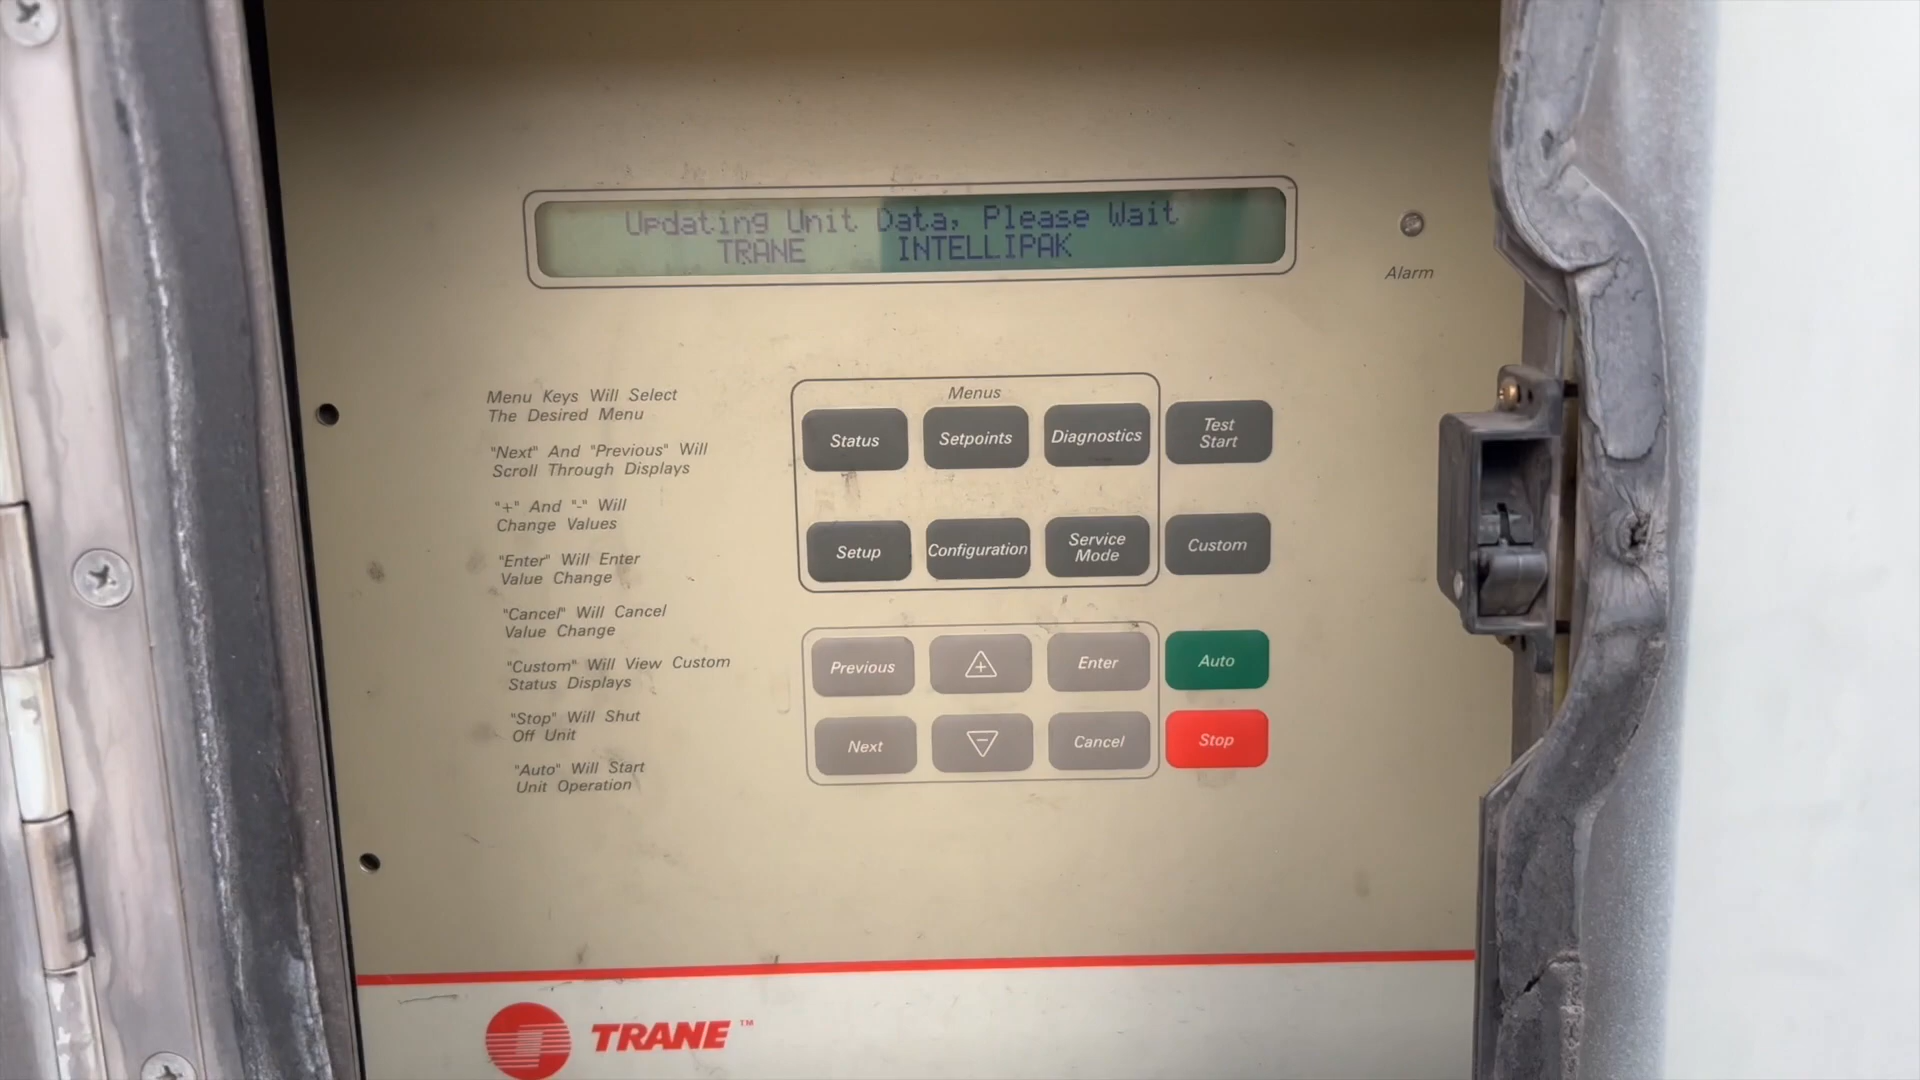 Updating Unit Data, Please Wait
TRANE INTELLIPAK
Alarm
Menu Keys Will Select
The Desired Menu
"Next" And "Previous" Will
Scroll Through Displays
"+" And "-" Will
Change Values
"Enter" Will Enter
Value Change
"Cancel" Will Cancel
Value Change
"Custom" Will View Custom
Status Displays
"Stop" Will Shut
Off Unit
"Auto" Will Start
Unit Operation
Menus
Status
Setpoints
Diagnostics
Test
Start
Setup
Configuration
Service
Mode
Custom
Previous
+
Enter
Auto
Next
-
Cancel
Stop
TRANE™